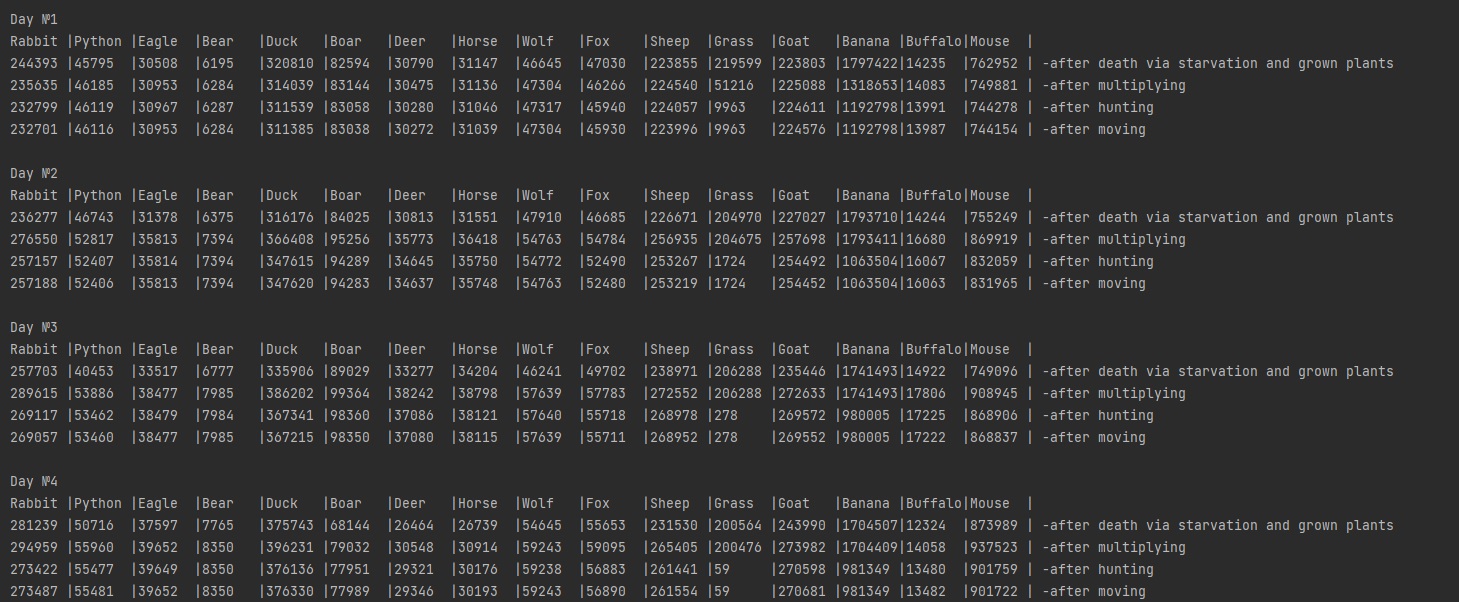 Day №1
Rabbit |Python |Eagle  |Bear   |Duck   |Boar   |Deer   |Horse  |Wolf   |Fox    |Sheep  |Grass  |Goat   |Banana |Buffalo|Mouse  |
244393 |45795  |30508  |6195   |320810 |82594  |30790  |31147  |46645  |47030  |223855 |219599 |223803 |1797422|14235  |762952 | -after death via starvation and grown plants
235635 |46185  |30953  |6284   |314039 |83144  |30475  |31136  |47304  |46266  |224540 |51216  |225088 |1318653|14083  |749881 | -after multiplying
232799 |46119  |30967  |6287   |311539 |83058  |30280  |31046  |47317  |45940  |224057 |9963   |224611 |1192798|13991  |744278 | -after hunting
232701 |46116  |30953  |6284   |311385 |83038  |30272  |31039  |47304  |45930  |223996 |9963   |224576 |1192798|13987  |744154 | -after moving
Day №2
Rabbit |Python |Eagle  |Bear   |Duck   |Boar   |Deer   |Horse  |Wolf   |Fox    |Sheep  |Grass  |Goat   |Banana |Buffalo|Mouse  |
236277 |46743  |31378  |6375   |316176 |84025  |30813  |31551  |47910  |46685  |226671 |204970 |227027 |1793710|14244  |755249 | -after death via starvation and grown plants
276550 |52817  |35813  |7394   |366408 |95256  |35773  |36418  |54763  |54784  |256935 |204675 |257698 |1793411|16680  |869919 | -after multiplying
257157 |52407  |35814  |7394   |347615 |94289  |34645  |35750  |54772  |52490  |253267 |1724   |254492 |1063504|16067  |832059 | -after hunting
257188 |52406  |35813  |7394   |347620 |94283  |34637  |35748  |54763  |52480  |253219 |1724   |254452 |1063504|16063  |831965 | -after moving
Day №3
Rabbit |Python |Eagle  |Bear   |Duck   |Boar   |Deer   |Horse  |Wolf   |Fox    |Sheep  |Grass  |Goat   |Banana |Buffalo|Mouse  |
257703 |40453  |33517  |6777   |335906 |89029  |33277  |34204  |46241  |49702  |238971 |206288 |235446 |1741493|14922  |749096 | -after death via starvation and grown plants
289615 |53886  |38477  |7985   |386202 |99364  |38242  |38798  |57639  |57783  |272552 |206288 |272633 |1741493|17806  |908945 | -after multiplying
269117 |53462  |38479  |7984   |367341 |98360  |37086  |38121  |57640  |55718  |268978 |278    |269572 |980005 |17225  |868906 | -after hunting
269057 |53460  |38477  |7985   |367215 |98350  |37080  |38115  |57639  |55711  |268952 |278    |269552 |980005 |17222  |868837 | -after moving
Day №4
Rabbit |Python |Eagle  |Bear   |Duck   |Boar   |Deer   |Horse  |Wolf   |Fox    |Sheep  |Grass  |Goat   |Banana |Buffalo|Mouse  |
281239 |50716  |37597  |7765   |375743 |68144  |26464  |26739  |54645  |55653  |231530 |200564 |243990 |1704507|12324  |873989 | -after death via starvation and grown plants
294959 |55960  |39652  |8350   |396231 |79032  |30548  |30914  |59243  |59095  |265405 |200476 |273982 |1704409|14058  |937523 | -after multiplying
273422 |55477  |39649  |8350   |376136 |77951  |29321  |30176  |59238  |56883  |261441 |59     |270598 |981349 |13480  |901759 | -after hunting
273487 |55481  |39652  |8350   |376330 |77989  |29346  |30193  |59243  |56890  |261554 |59     |270681 |981349 |13482  |901722 | -after moving